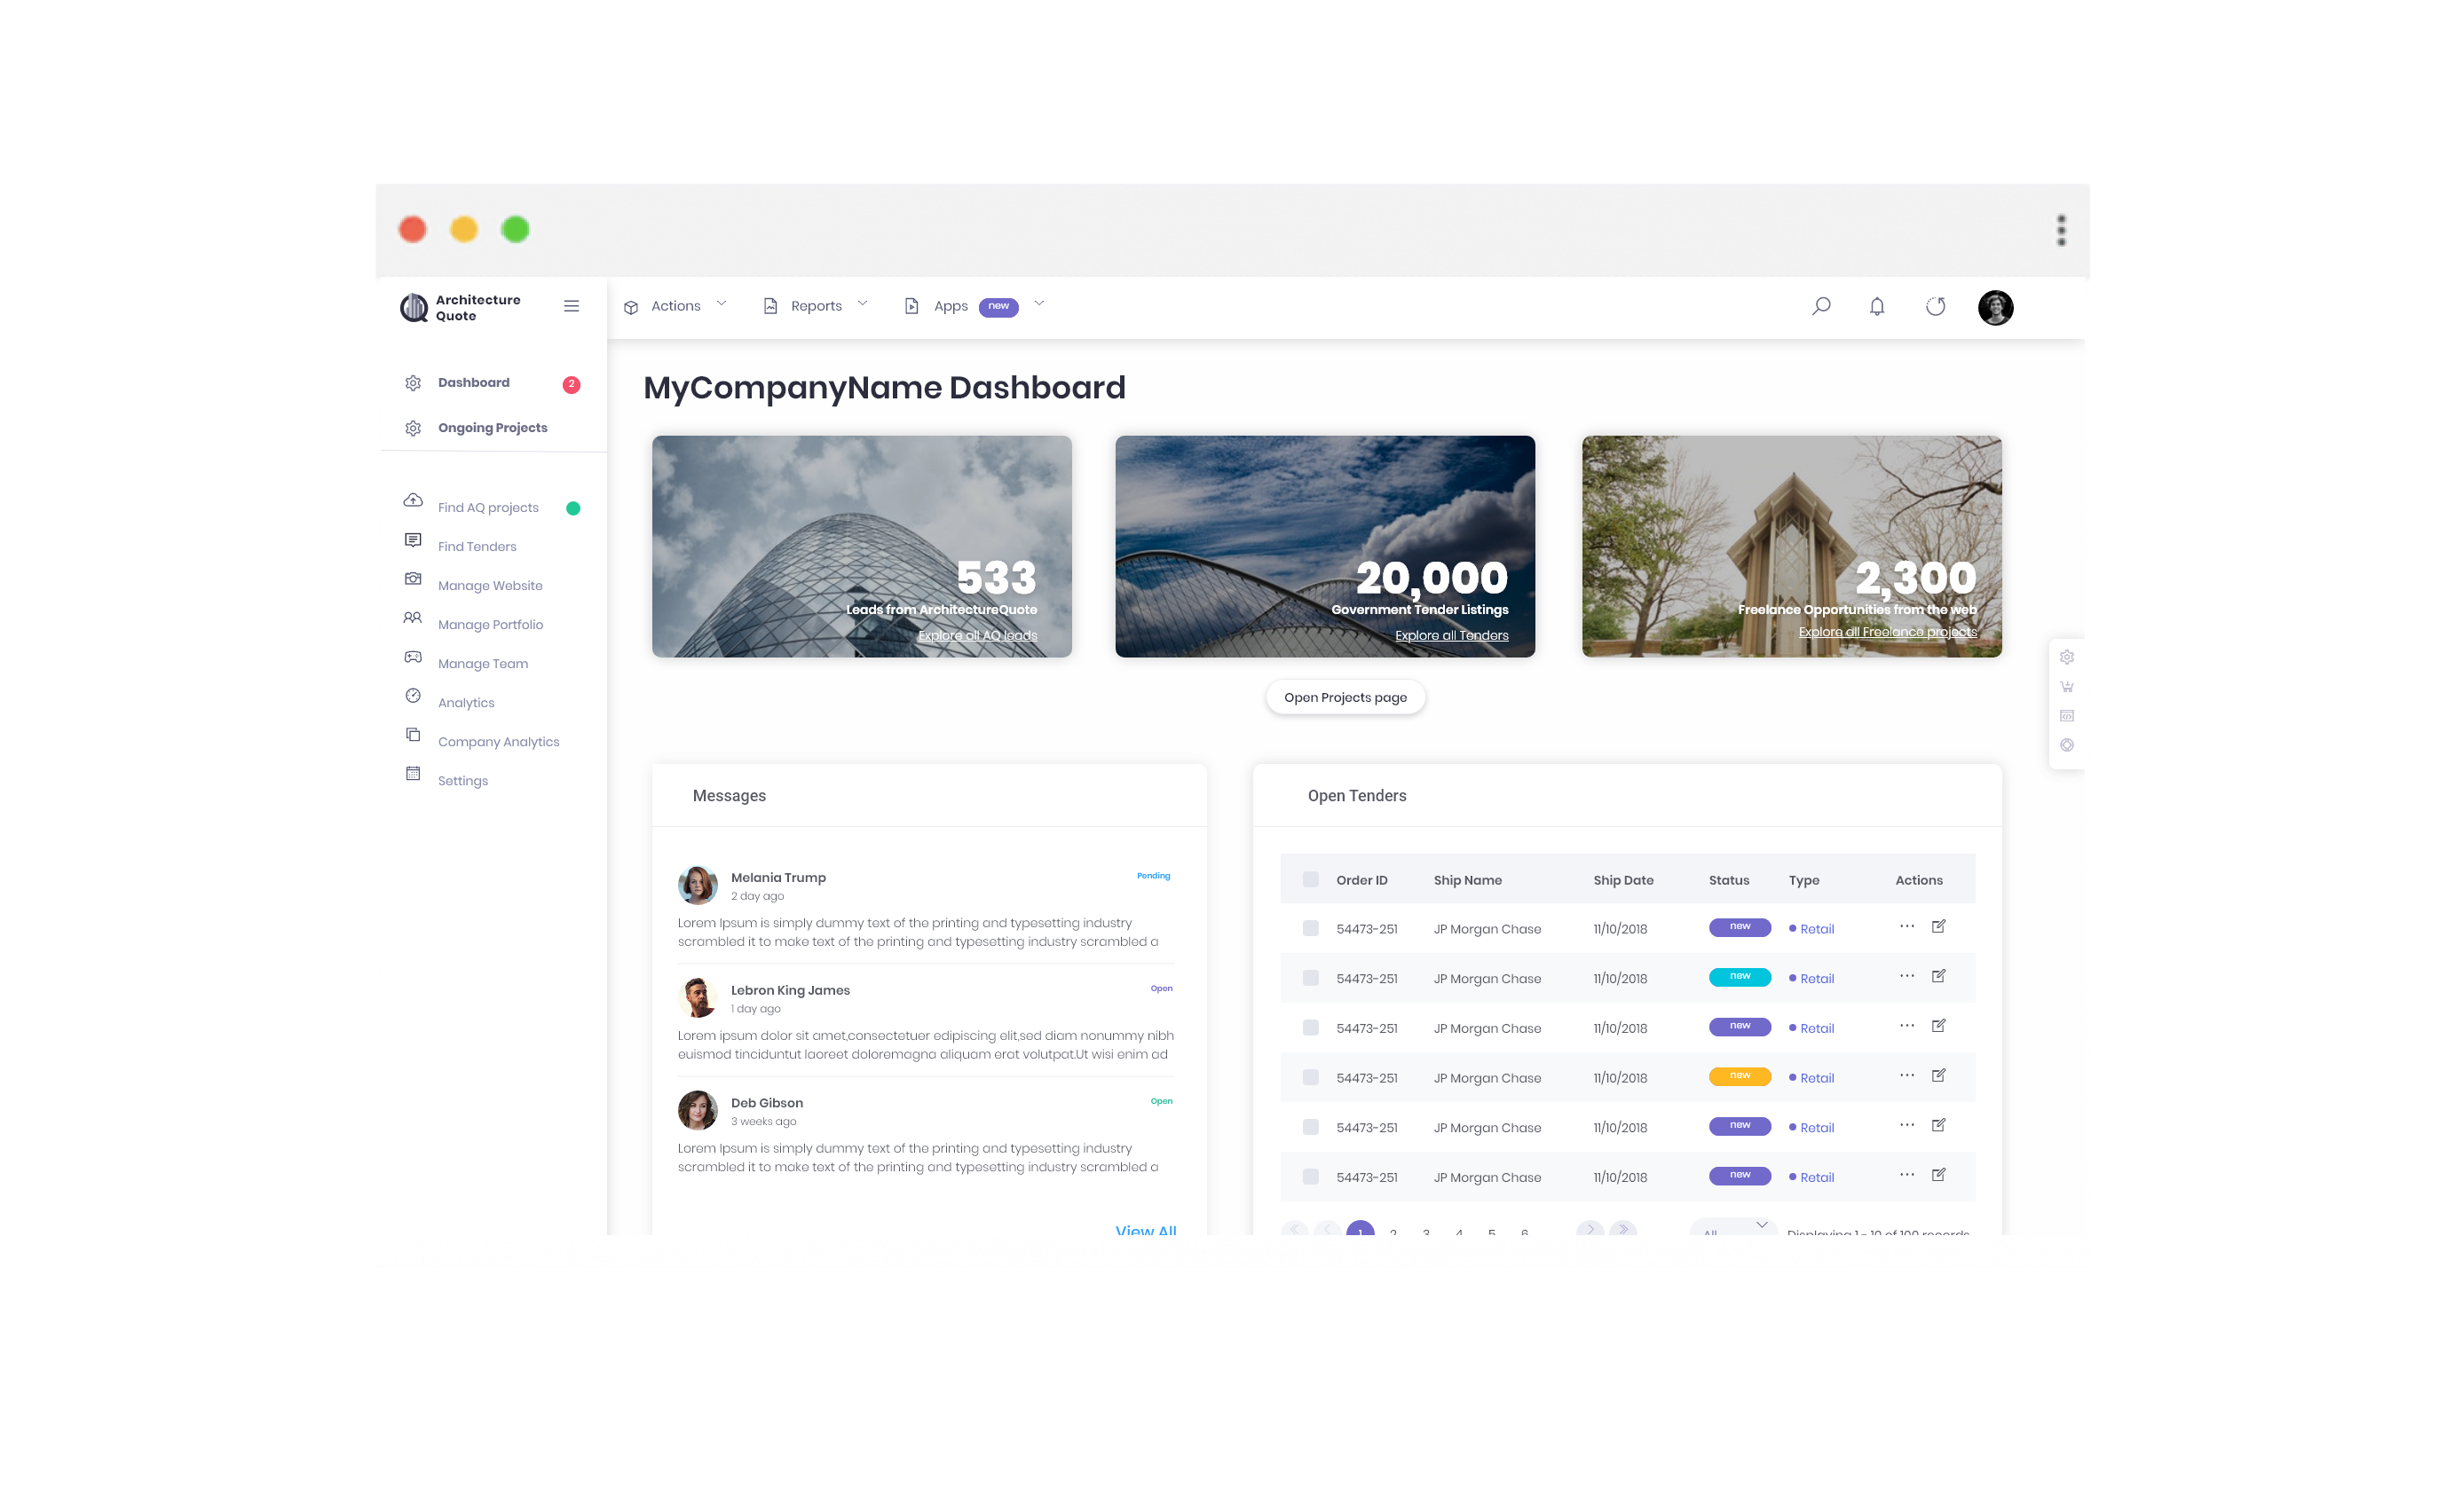 Architecture
Quote
Actions
Reports
Apps
new
Dashboard
2
Ongoing Projects
Find AQ projects
Find Tenders
Manage Website
Manage Portfolio
Manage Team
Analytics
Company Analytics
Settings
MyCompanyName Dashboard
533
Leads from ArchitectureQuote
Explore all AQ leads
20,000
Government Tender Listings
Explore all Tenders
2,300
Freelance Opportunities from the web
Explore all Freelance projects
Open Projects page
Messages
Melania Trump
Pending
2 day ago
Lorem Ipsum is simply dummy text of the printing and typesetting industry
scrambled it to make text of the printing and typesetting industry scrambled a
Lebron King James
Open
1 day ago
Lorem ipsum dolor sit amet,consectetuer edipiscing elit,sed diam nonummy nibh
euismod tinciduntut laoreet doloremagna aliquam erat volutpat.Ut wisi enim ad
Deb Gibson
Open
3 weeks ago
Lorem Ipsum is simply dummy text of the printing and typesetting industry
scrambled it to make text of the printing and typesetting industry scrambled a
View All
Open Tenders
Order ID Ship Name Ship Date Status Type Actions
54473-251 JP Morgan Chase 11/10/2018 new Retail
54473-251 JP Morgan Chase 11/10/2018 new Retail
54473-251 JP Morgan Chase 11/10/2018 new Retail
54473-251 JP Morgan Chase 11/10/2018 new Retail
54473-251 JP Morgan Chase 11/10/2018 new Retail
54473-251 JP Morgan Chase 11/10/2018 new Retail
1 2 3 4 5 6 All Displaying 1 - 10 of 100 records